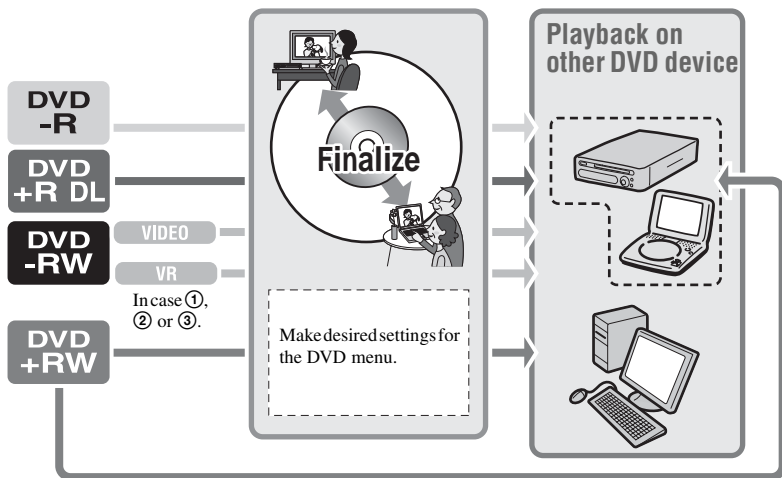 DVD
-R
DVD
+R DL
DVD
-RW
VIDEO
VR
In case ①,
② or ③.
DVD
+RW
Finalize
Make desired settings for
the DVD menu.
Playback on
other DVD device